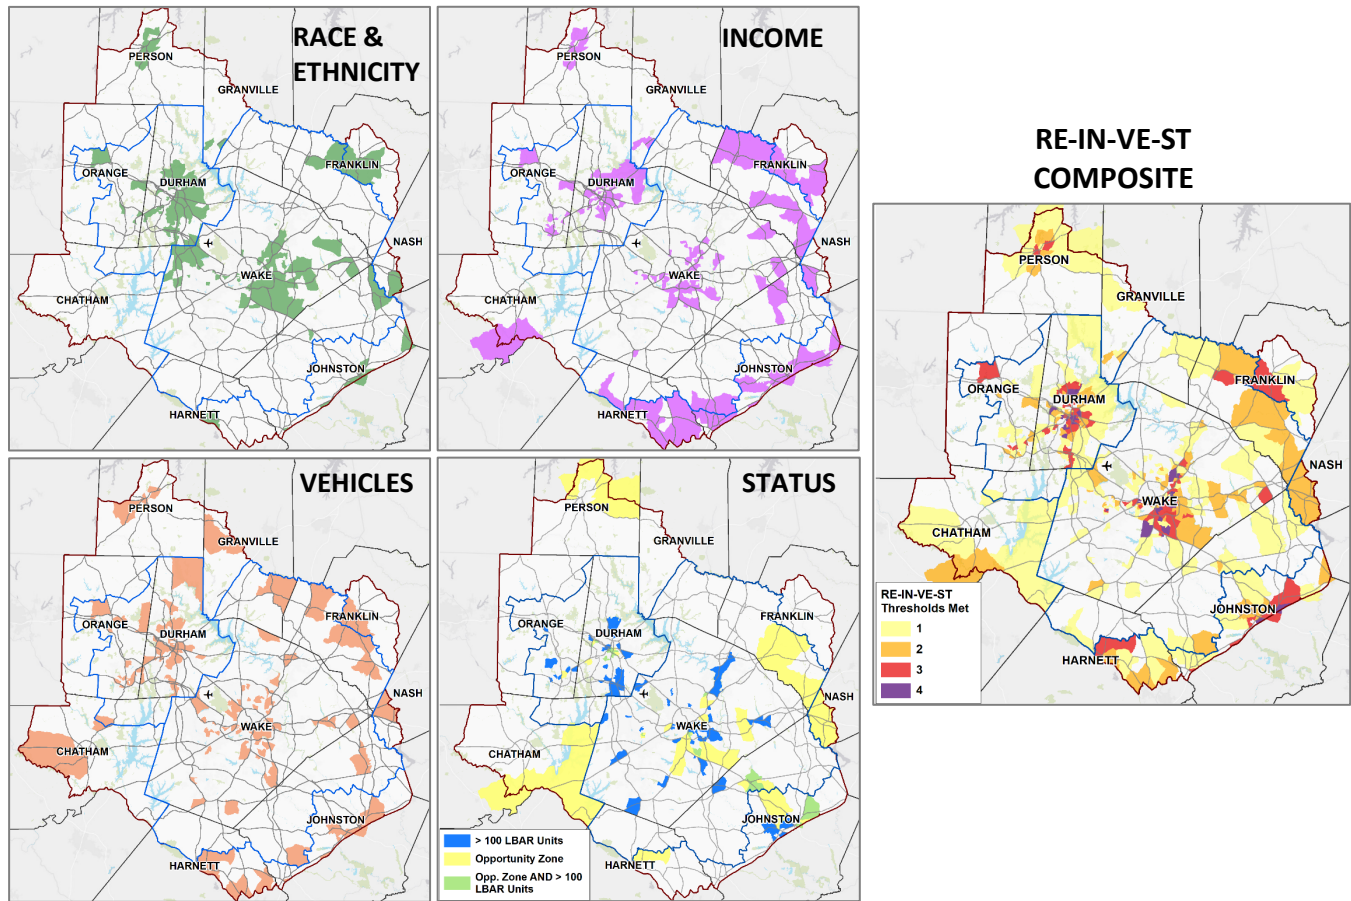 RACE &
ETHNICITY
PERSON
GRANVILLE
FRANKLIN
ORANGE
DURHAM
NASH
WAKE
CHATHAM
JOHNSTON
HARNETT
INCOME
PERSON
GRANVILLE
FRANKLIN
ORANGE
DURHAM
NASH
WAKE
CHATHAM
JOHNSTON
HARNETT
VEHICLES
PERSON
GRANVILLE
FRANKLIN
ORANGE
DURHAM
NASH
WAKE
CHATHAM
JOHNSTON
HARNETT
STATUS
PERSON
GRANVILLE
FRANKLIN
ORANGE
DURHAM
NASH
WAKE
CHATHAM
JOHNSTON
HARNETT
> 100 LBAR Units
Opportunity Zone
Opp. Zone AND > 100
LBAR Units
RE-IN-VE-ST
COMPOSITE
PERSON
GRANVILLE
FRANKLIN
ORANGE
DURHAM
NASH
WAKE
CHATHAM
JOHNSTON
HARNETT
RE-IN-VE-ST
Thresholds Met
1
2
3
4